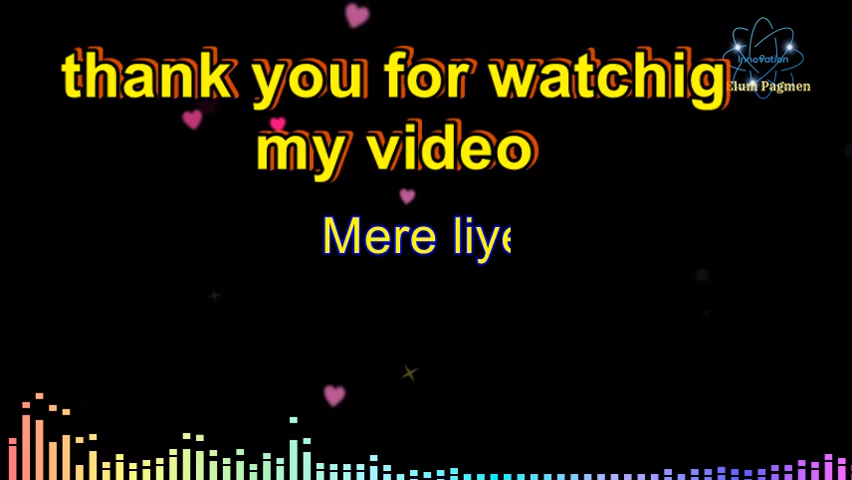 thank you for watchig
my video
Innovation
Elum Pagmen
Mere liye